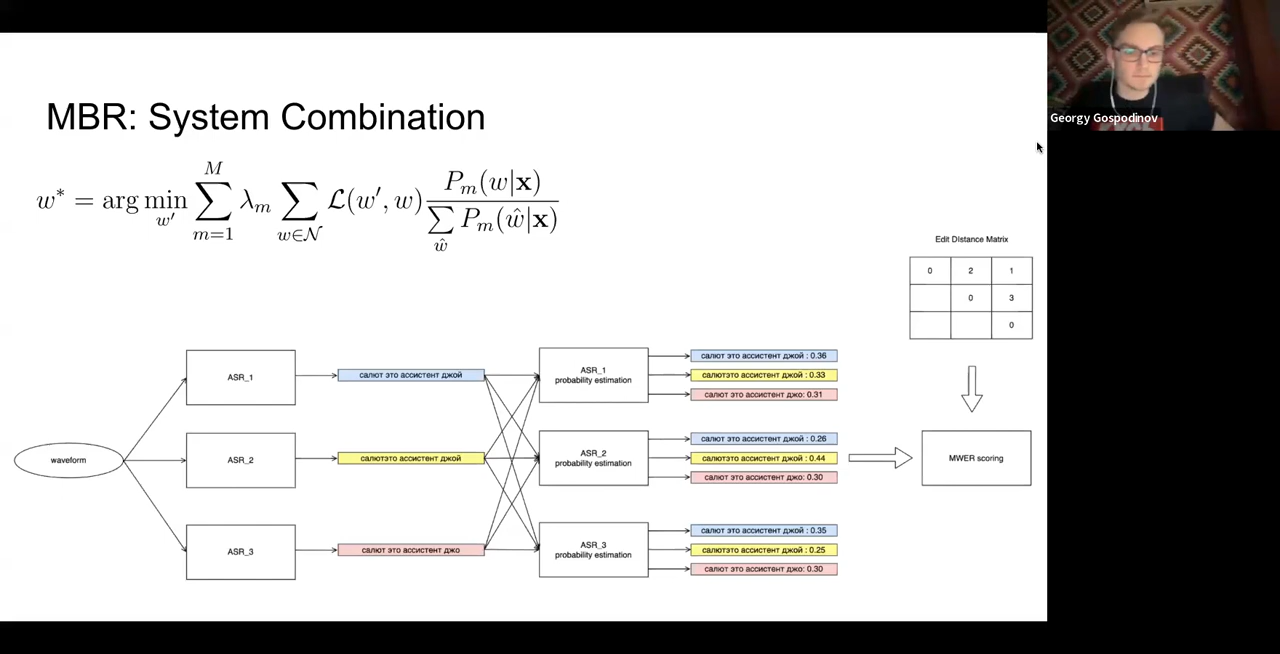 MBR: System Combination
w* = arg min_{w'} \sum_{m=1}^{M} λ_m \sum_{w∈𝒩} ℒ(w', w) \frac{P_m(w|x)}{\sum_{ŵ} P_m(ŵ|x)}
Georgy Gospodinov
Edit DIstance Matrix
0 2 1
0 3
0
waveform
ASR_1
ASR_2
ASR_3
салют это ассистент джой
салютэто ассистент джой
салют это ассистент джо
ASR_1
probability estimation
ASR_2
probability estimation
ASR_3
probability estimation
салют это ассистент джой : 0.36
салютэто ассистент джой : 0.33
салют это ассистент джо: 0.31
салют это ассистент джой : 0.26
салютэто ассистент джой : 0.44
салют это ассистент джо: 0.30
салют это ассистент джой : 0.35
салютэто ассистент джой : 0.25
салют это ассистент джо: 0.30
MWER scoring